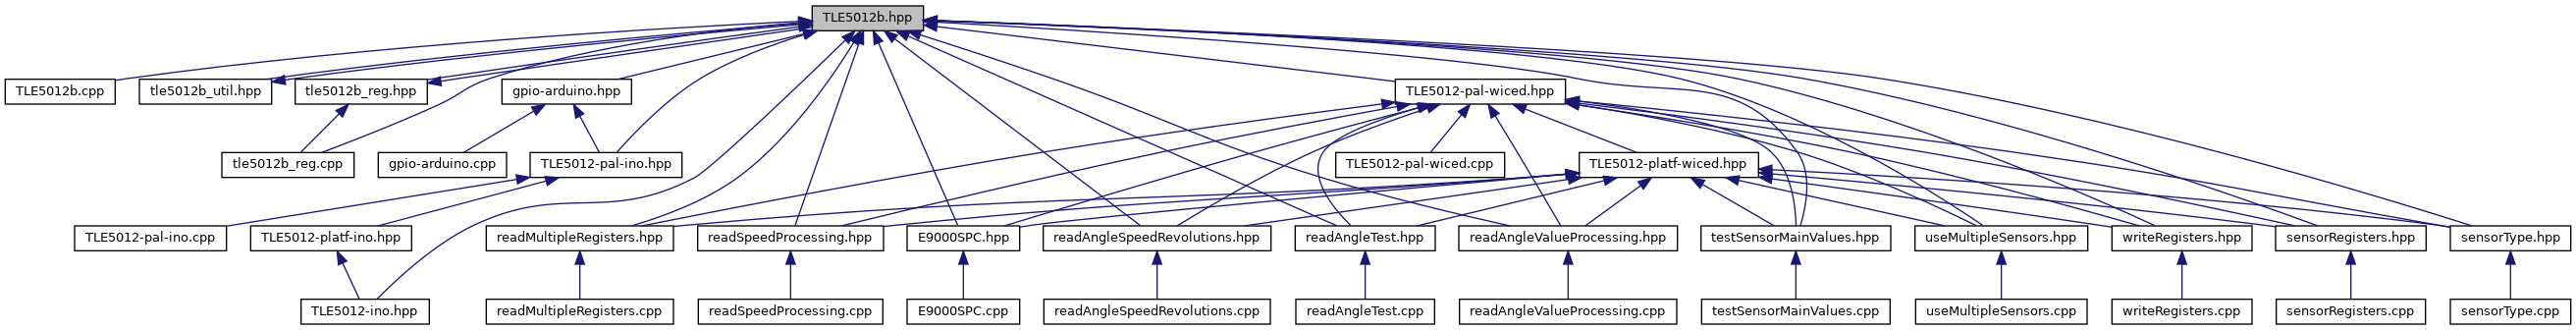 TLE5012b.hpp
TLE5012b.cpp
tle5012b_util.hpp
tle5012b_reg.hpp
gpio-arduino.hpp
TLE5012-pal-wiced.hpp
tle5012b_reg.cpp
gpio-arduino.cpp
TLE5012-pal-ino.hpp
TLE5012-pal-wiced.cpp
TLE5012-platf-wiced.hpp
TLE5012-pal-ino.cpp
TLE5012-platf-ino.hpp
readMultipleRegisters.hpp
readSpeedProcessing.hpp
E9000SPC.hpp
readAngleSpeedRevolutions.hpp
readAngleTest.hpp
readAngleValueProcessing.hpp
testSensorMainValues.hpp
useMultipleSensors.hpp
writeRegisters.hpp
sensorRegisters.hpp
sensorType.hpp
TLE5012-ino.hpp
readMultipleRegisters.cpp
readSpeedProcessing.cpp
E9000SPC.cpp
readAngleSpeedRevolutions.cpp
readAngleTest.cpp
readAngleValueProcessing.cpp
testSensorMainValues.cpp
useMultipleSensors.cpp
writeRegisters.cpp
sensorRegisters.cpp
sensorType.cpp